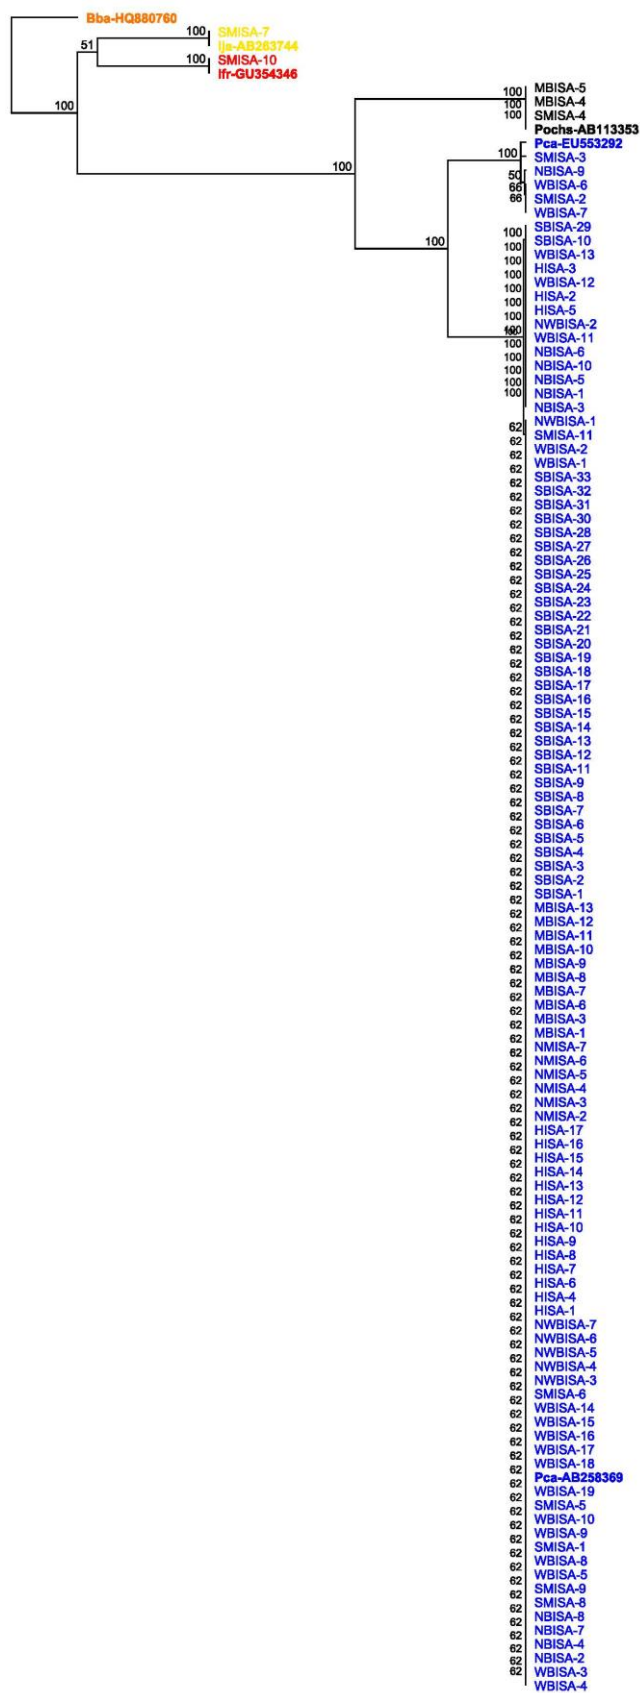 Bba-HQ880760
100 SMISA-7
51
Ija-AB263744
100 SMISA-10
Ifr-GU354346
100
100 MBISA-5
100 MBISA-4
100 SMISA-4
Pochs-AB113353
Pca-EU553292
100 SMISA-3
100
50 NBISA-9
66 WBISA-6
66 SMISA-2
WBISA-7
100 SBISA-29
100 SBISA-10
100
100 WBISA-13
100 HISA-3
100 WBISA-12
100 HISA-2
100 HISA-5
100 NWBISA-2
100 WBISA-11
100 NBISA-6
100 NBISA-10
100 NBISA-5
100 NBISA-1
NBISA-3
62 NWBISA-1
62 SMISA-11
62 WBISA-2
62 WBISA-1
62 SBISA-33
62 SBISA-32
62 SBISA-31
62 SBISA-30
62 SBISA-28
62 SBISA-27
62 SBISA-26
62 SBISA-25
62 SBISA-24
62 SBISA-23
62 SBISA-22
62 SBISA-21
62 SBISA-20
62 SBISA-19
62 SBISA-18
62 SBISA-17
62 SBISA-16
62 SBISA-15
62 SBISA-14
62 SBISA-13
62 SBISA-12
62 SBISA-11
62 SBISA-9
62 SBISA-8
62 SBISA-7
62 SBISA-6
62 SBISA-5
62 SBISA-4
62 SBISA-3
62 SBISA-2
62 SBISA-1
62 MBISA-13
62 MBISA-12
62 MBISA-11
62 MBISA-10
62 MBISA-9
62 MBISA-8
62 MBISA-7
62 MBISA-6
62 MBISA-3
62 MBISA-1
62 NMISA-7
62 NMISA-6
62 NMISA-5
62 NMISA-4
62 NMISA-3
62 NMISA-2
62 HISA-17
62 HISA-16
62 HISA-15
62 HISA-14
62 HISA-13
62 HISA-12
62 HISA-11
62 HISA-10
62 HISA-9
62 HISA-8
62 HISA-7
62 HISA-6
62 HISA-4
62 HISA-1
62 NWBISA-7
62 NWBISA-6
62 NWBISA-5
62 NWBISA-4
62 NWBISA-3
62 SMISA-6
62 WBISA-14
62 WBISA-15
62 WBISA-16
62 WBISA-17
62 WBISA-18
62 Pca-AB258369
62 WBISA-19
62 SMISA-5
62 WBISA-10
62 WBISA-9
62 SMISA-1
62 WBISA-8
62 WBISA-5
62 SMISA-9
62 SMISA-8
62 NBISA-8
62 NBISA-7
62 NBISA-4
62 NBISA-2
62 WBISA-3
WBISA-4